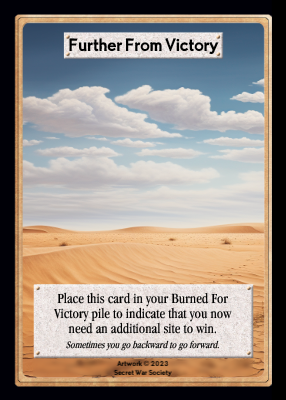 Further From Victory
Place this card in your Burned For
Victory pile to indicate that you now
need an additional site to win.
Sometimes you go backward to go forward.
Artwork © 2023
Secret War Society